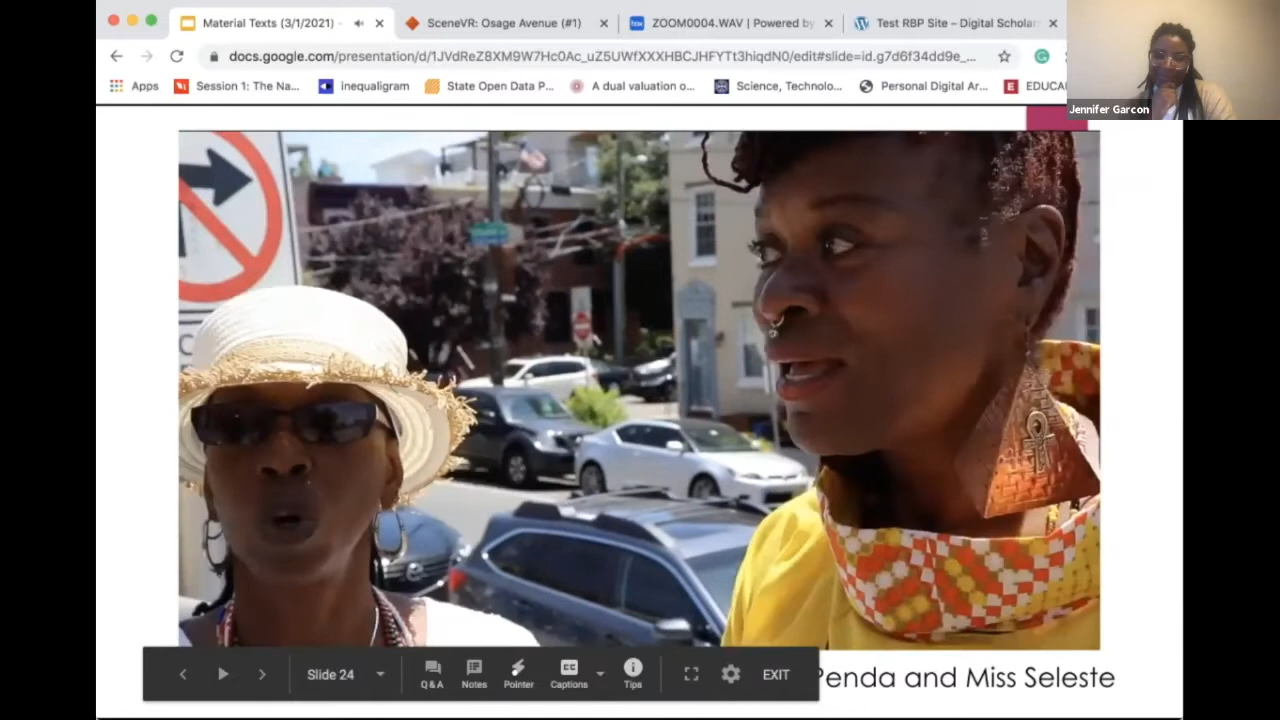 Material Texts (3/1/2021) -
SceneVR: Osage Avenue (#1)
ZOOM0004.WAV | Powered by
Test RBP Site – Digital Scholar
docs.google.com/presentation/d/1JVdReZ8XM9W7Hc0Ac_uZ5UWfXXXHBCJHFYTt3hiqdN0/edit#slide=id.g7d6f34dd9e_...
Apps
Session 1: The Na...
inequaligram
State Open Data P...
A dual valuation o...
Science, Technolo...
Personal Digital Ar...
EDUCA
Jennifer Garcon
Slide 24
Q & A
Notes
Pointer
CC
Captions
Tips
EXIT
Penda and Miss Seleste